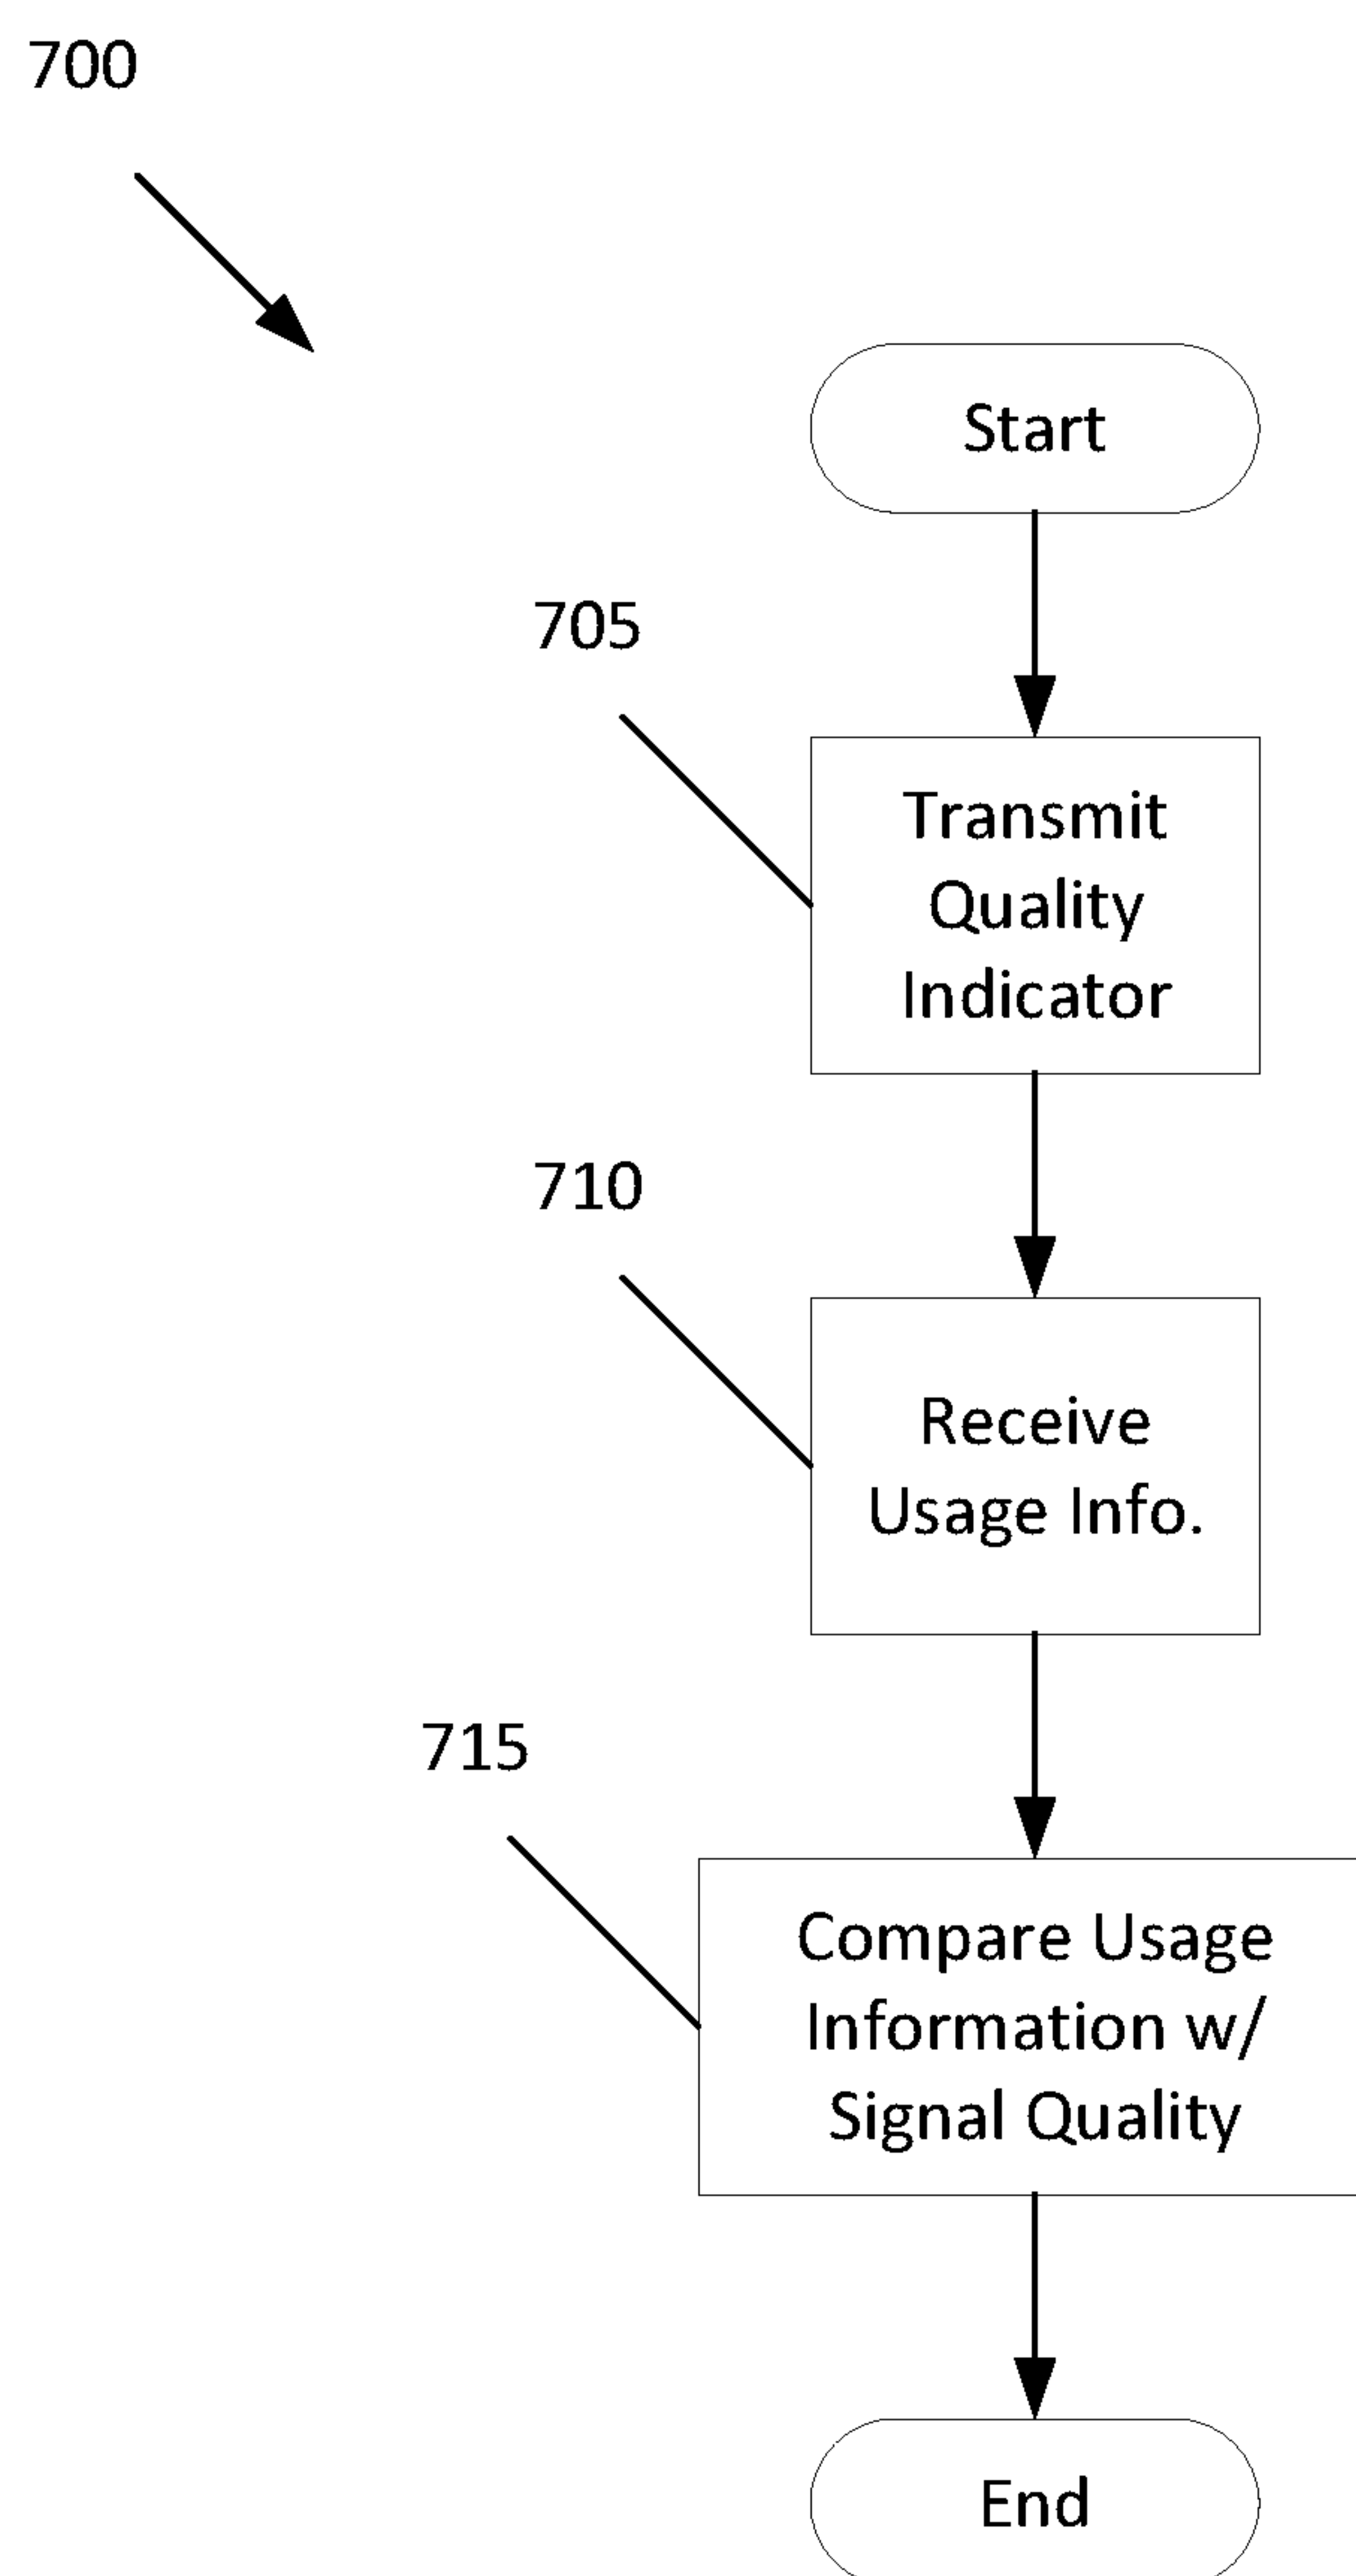 700
Start
705
Transmit
Quality
Indicator
710
Receive
Usage Info.
715
Compare Usage
Information w/
Signal Quality
End